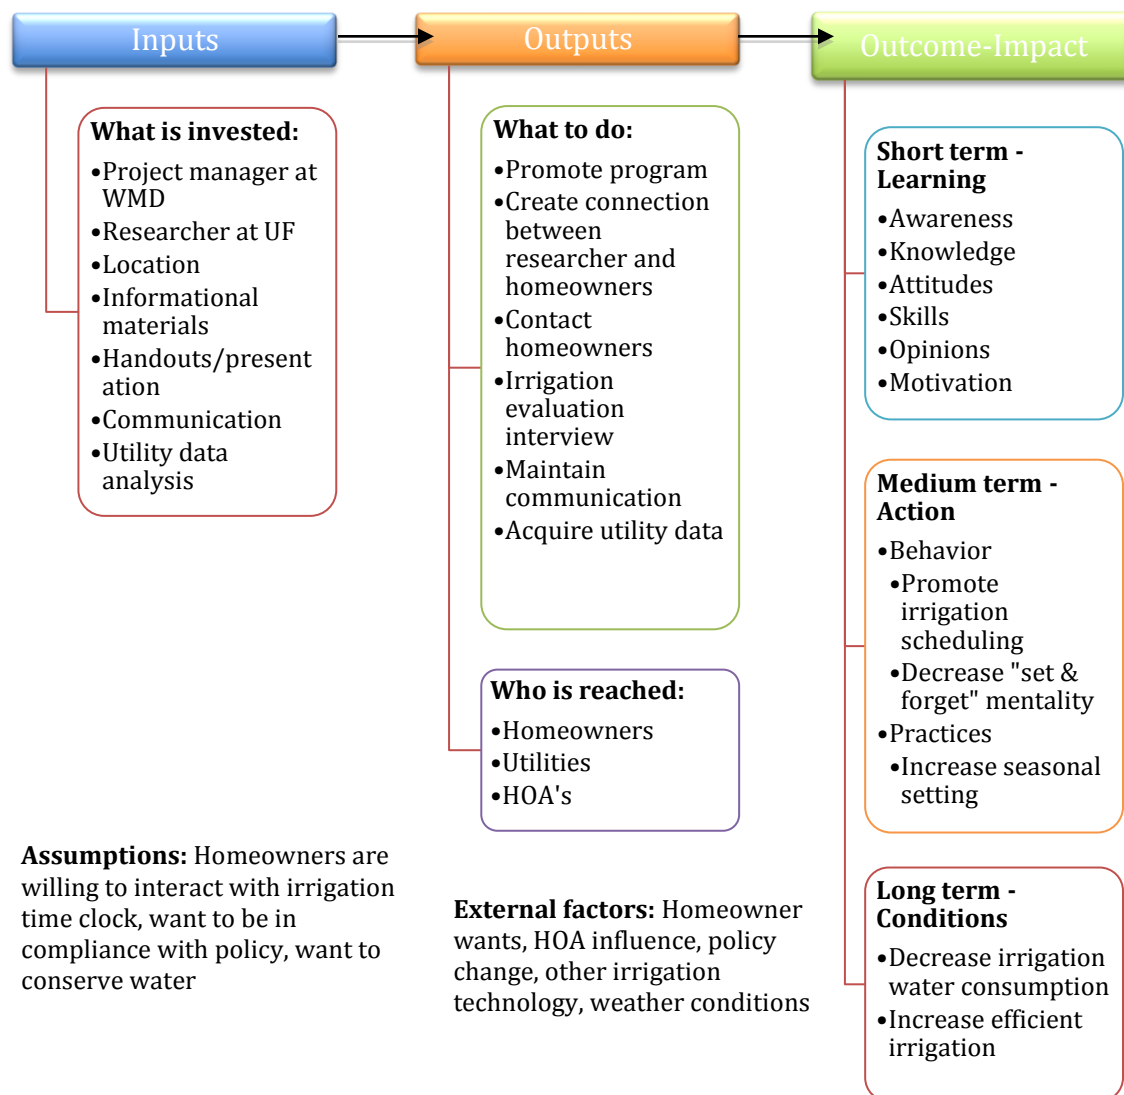 Inputs
Outputs
Outcome-Impact
What is invested:
•Project manager at
WMD
•Researcher at UF
•Location
•Informational
materials
•Handouts/present
ation
•Communication
•Utility data
analysis
What to do:
•Promote program
•Create connection
between
researcher and
homeowners
•Contact
homeowners
•Irrigation
evaluation
interview
•Maintain
communication
•Acquire utility data
Who is reached:
•Homeowners
•Utilities
•HOA's
Short term -
Learning
•Awareness
•Knowledge
•Attitudes
•Skills
•Opinions
•Motivation
Medium term -
Action
•Behavior
•Promote
irrigation
scheduling
•Decrease "set &
forget" mentality
•Practices
•Increase seasonal
setting
Long term -
Conditions
•Decrease irrigation
water consumption
•Increase efficient
irrigation
Assumptions: Homeowners are
willing to interact with irrigation
time clock, want to be in
compliance with policy, want to
conserve water
External factors: Homeowner
wants, HOA influence, policy
change, other irrigation
technology, weather conditions